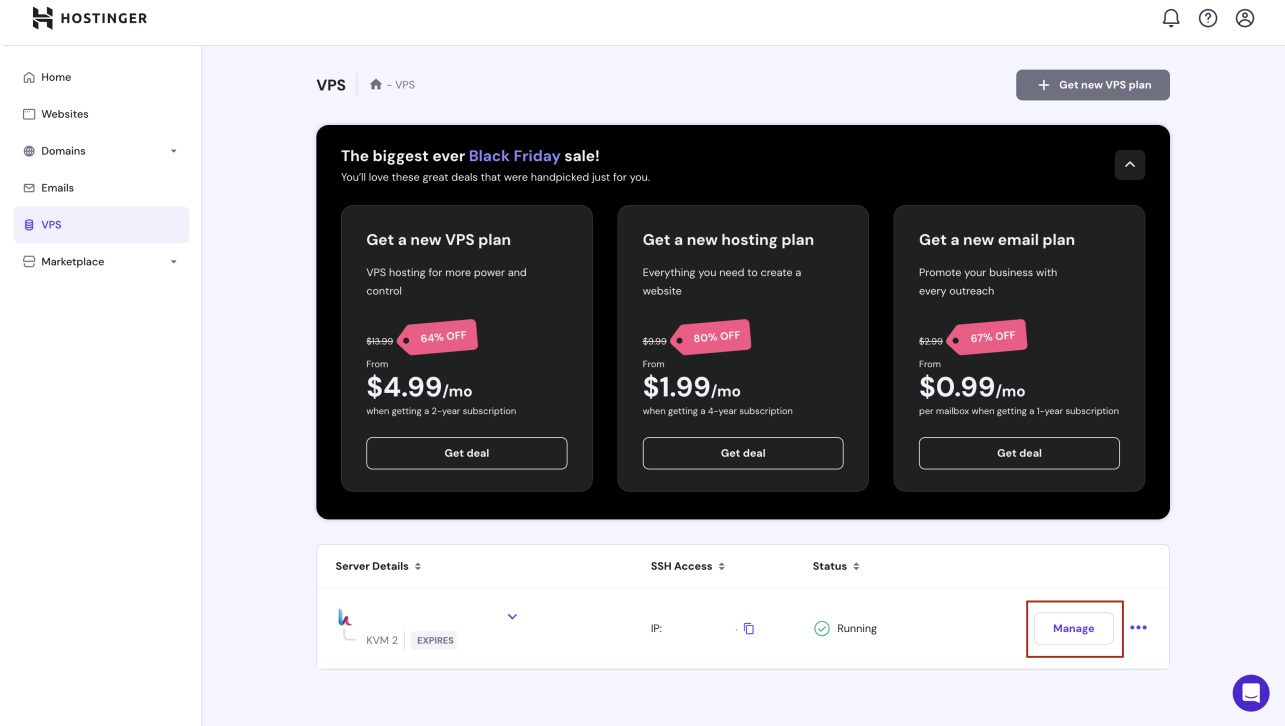 HOSTINGER
Home
Websites
Domains
Emails
VPS
Marketplace
VPS
- VPS
Get new VPS plan
The biggest ever Black Friday sale!
You'll love these great deals that were handpicked just for you.
Get a new VPS plan
VPS hosting for more power and
control
$13.99
64% OFF
From
$4.99/mo
when getting a 2-year subscription
Get deal
Get a new hosting plan
Everything you need to create a
website
$9.99
80% OFF
From
$1.99/mo
when getting a 4-year subscription
Get deal
Get a new email plan
Promote your business with
every outreach
$2.99
67% OFF
From
$0.99/mo
per mailbox when getting a 1-year subscription
Get deal
Server Details
SSH Access
Status
KVM 2
EXPIRES
IP:
Running
Manage